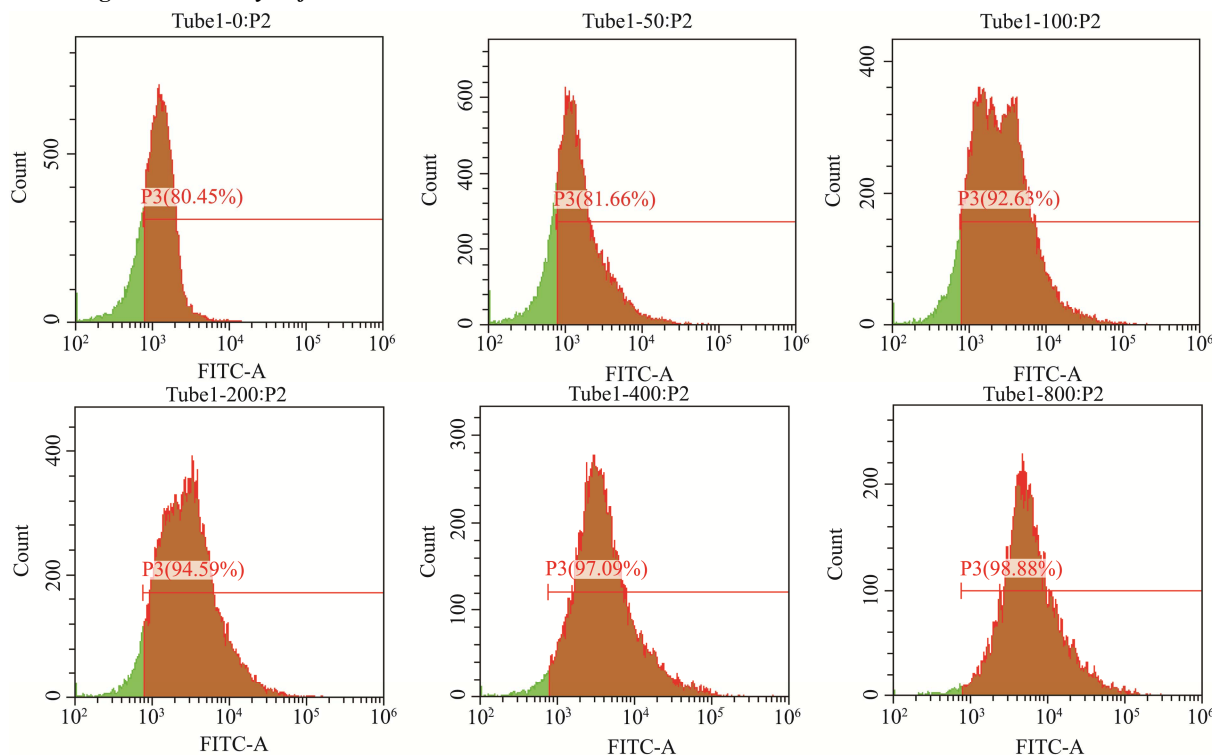 Tube1-0:P2
Count
500
0
P3(80.45%)
10² 10³ 10⁴ 10⁵ 10⁶
FITC-A
Tube1-50:P2
Count
600
400
200
0
P3(81.66%)
10² 10³ 10⁴ 10⁵ 10⁶
FITC-A
Tube1-100:P2
Count
400
200
0
P3(92.63%)
10² 10³ 10⁴ 10⁵ 10⁶
FITC-A
Tube1-200:P2
Count
400
200
0
P3(94.59%)
10² 10³ 10⁴ 10⁵ 10⁶
FITC-A
Tube1-400:P2
Count
300
200
100
0
P3(97.09%)
10² 10³ 10⁴ 10⁵ 10⁶
FITC-A
Tube1-800:P2
Count
200
100
0
P3(98.88%)
10² 10³ 10⁴ 10⁵ 10⁶
FITC-A